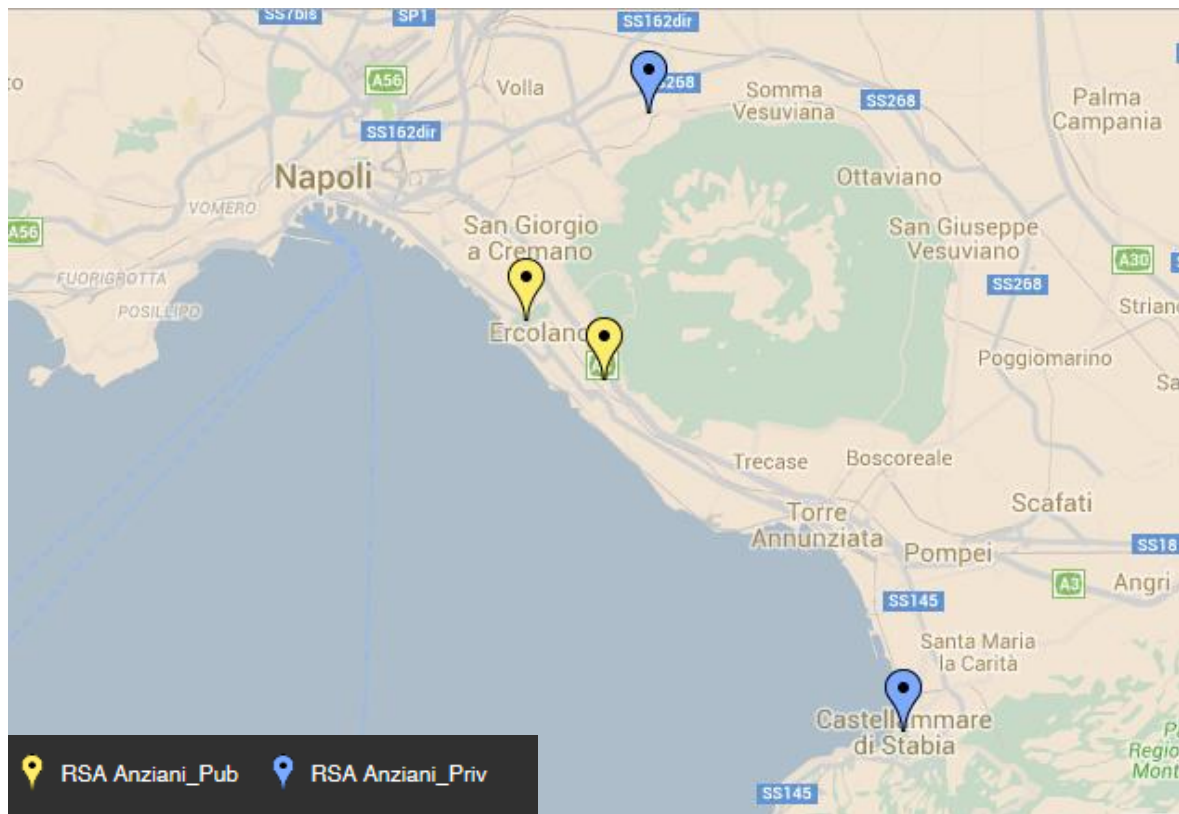 SS7bis
SP1
SS162dir
A56
Volla
SS268
Somma
Vesuviana
SS268
Palma
Campania
SS162dir
Napoli
Ottaviano
VOMERO
A56
San Giorgio
a Cremano
San Giuseppe
Vesuviano
A30
FUORIGROTTA
SS268
POSILLIPO
Ercolano
Poggiomarino
Trecase
Boscoreale
Scafati
Torre
Annunziata
Pompei
SS18
A3
Angri
SS145
Santa Maria
la Carità
Castellammare
di Stabia
SS145
RSA Anziani_Pub
RSA Anziani_Priv